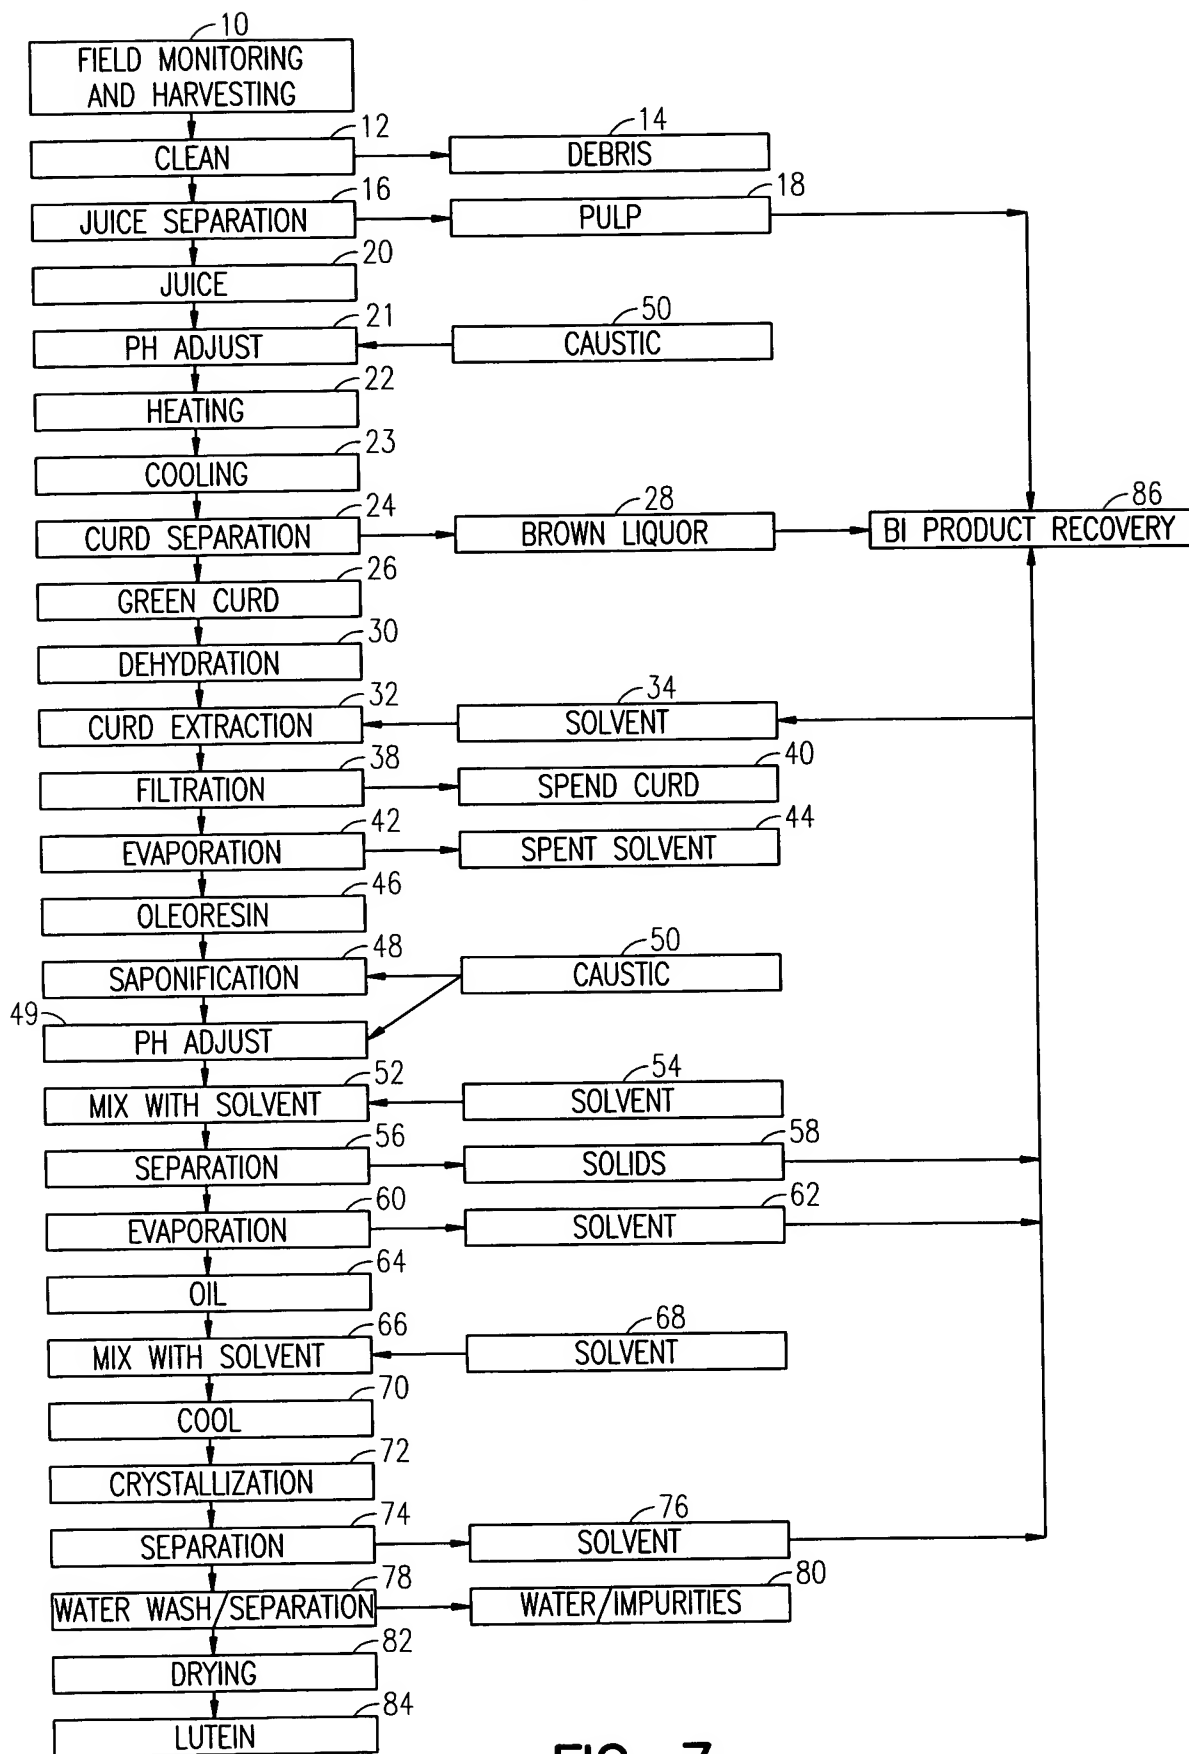 10
FIELD MONITORING
AND HARVESTING
12
CLEAN
14
DEBRIS
16
JUICE SEPARATION
18
PULP
20
JUICE
21
PH ADJUST
50
CAUSTIC
22
HEATING
23
COOLING
24
CURD SEPARATION
28
BROWN LIQUOR
86
BI PRODUCT RECOVERY
26
GREEN CURD
30
DEHYDRATION
32
CURD EXTRACTION
34
SOLVENT
38
FILTRATION
40
SPEND CURD
42
EVAPORATION
44
SPENT SOLVENT
46
OLEORESIN
48
SAPONIFICATION
50
CAUSTIC
49
PH ADJUST
52
MIX WITH SOLVENT
54
SOLVENT
56
SEPARATION
58
SOLIDS
60
EVAPORATION
62
SOLVENT
64
OIL
66
MIX WITH SOLVENT
68
SOLVENT
70
COOL
72
CRYSTALLIZATION
74
SEPARATION
76
SOLVENT
78
WATER WASH/SEPARATION
80
WATER/IMPURITIES
82
DRYING
84
LUTEIN